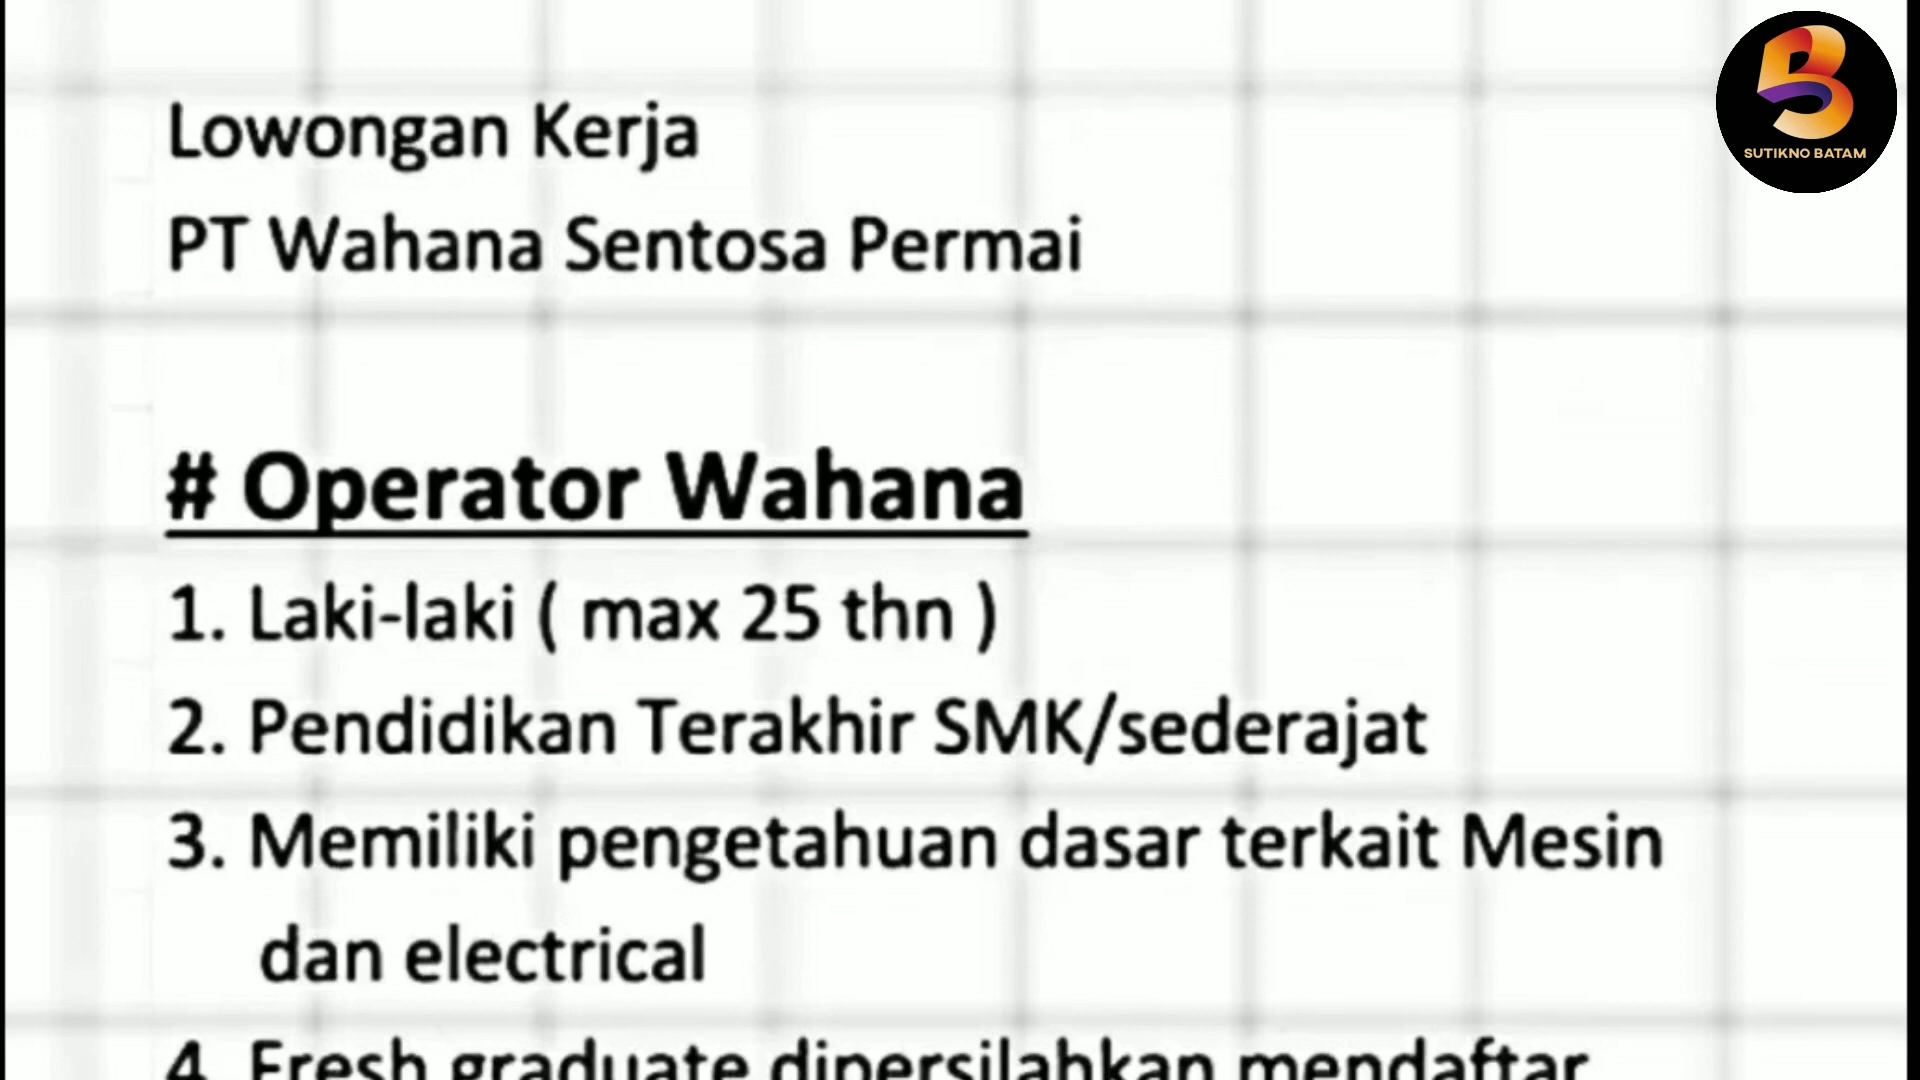 SUTIKNO BATAM
Lowongan Kerja
PT Wahana Sentosa Permai
# Operator Wahana
1. Laki-laki ( max 25 thn )
2. Pendidikan Terakhir SMK/sederajat
3. Memiliki pengetahuan dasar terkait Mesin
dan electrical
4. Fresh graduate dipersilahkan mendaftar